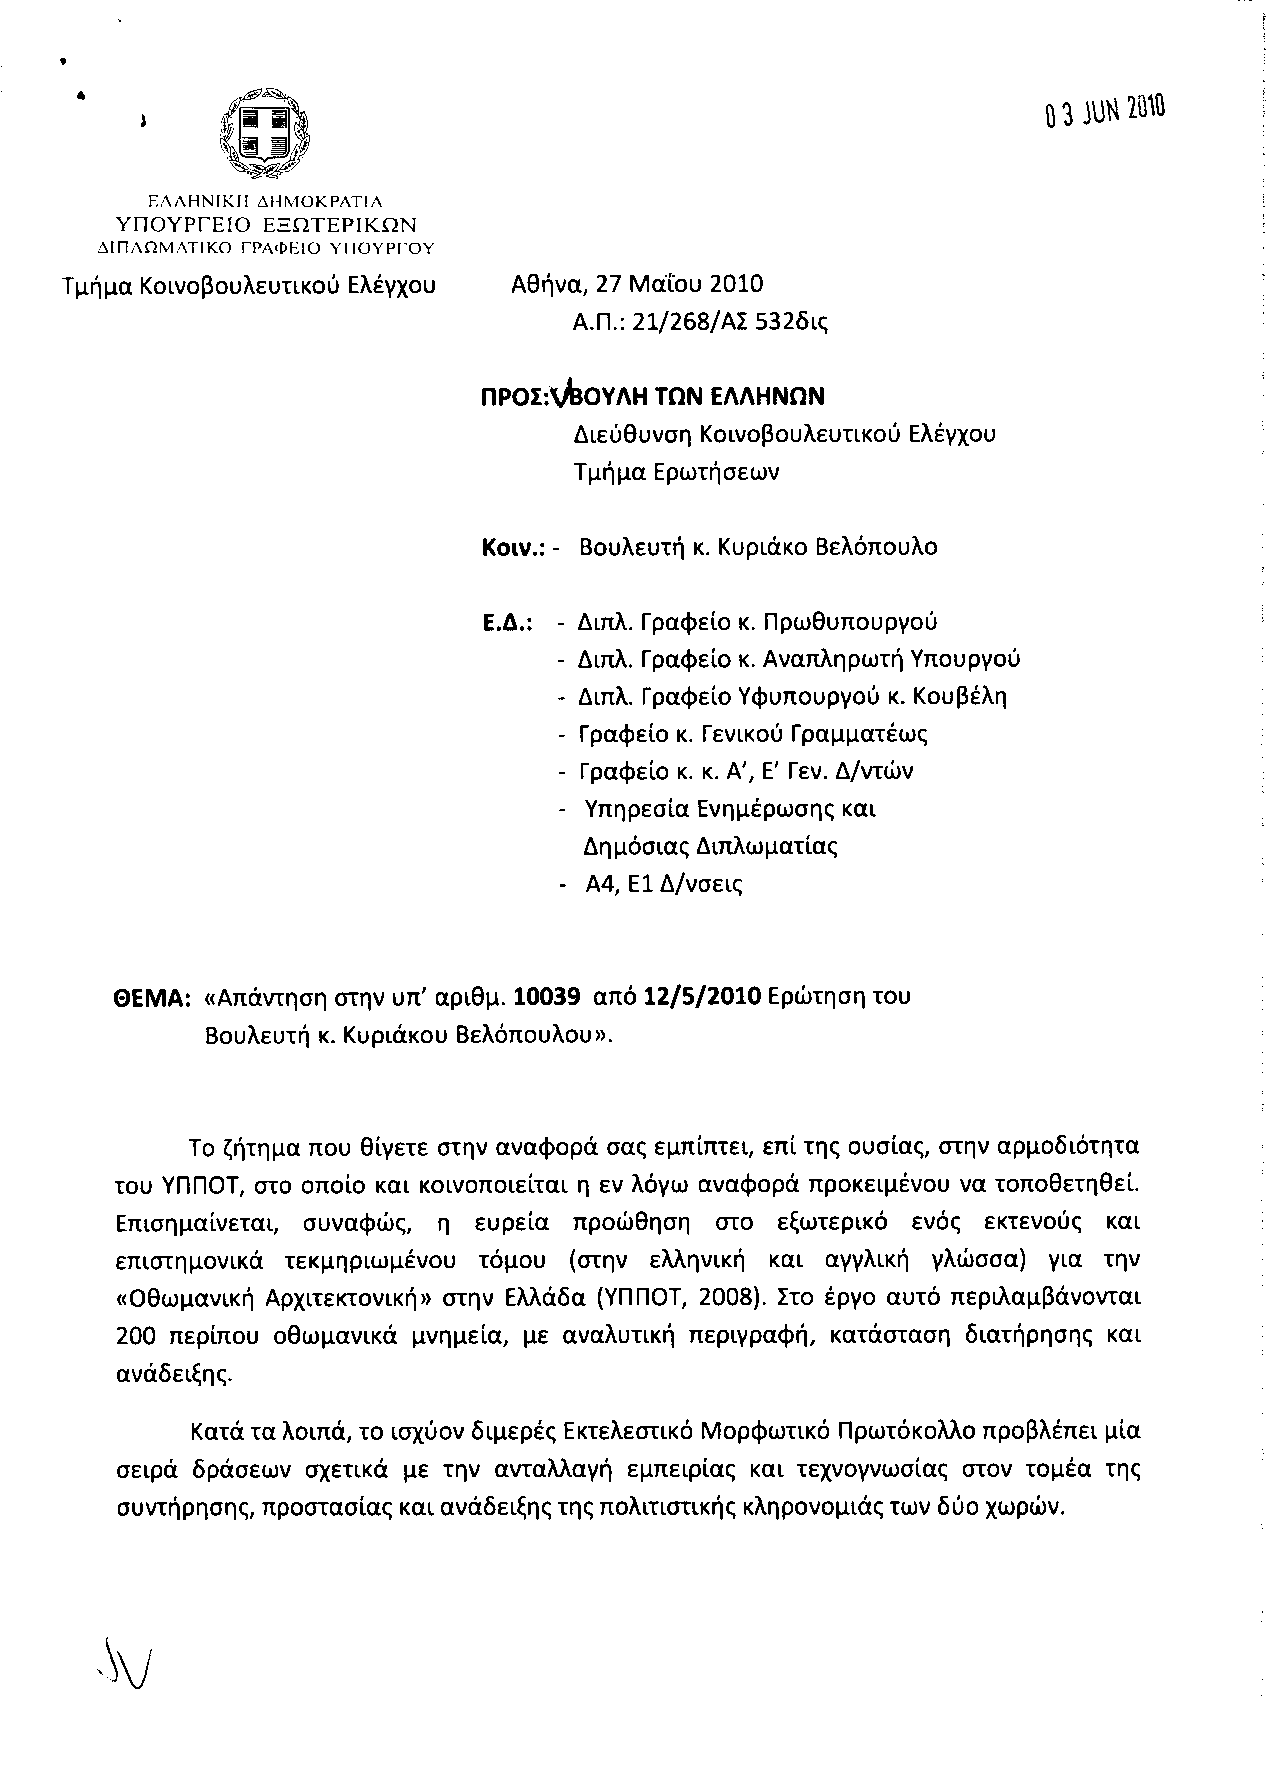 03 JUN 2010
ΕΛΛΗΝΙΚΗ ΔΗΜΟΚΡΑΤΙΑ
ΥΠΟΥΡΓΕΙΟ ΕΞΩΤΕΡΙΚΩΝ
ΔΙΠΛΩΜΑΤΙΚΟ ΓΡΑΦΕΙΟ ΥΠΟΥΡΓΟΥ
Τμήμα Κοινοβουλευτικού Ελέγχου Αθήνα, 27 Μαΐου 2010
Α.Π.: 21/268/ΑΣ 532δις
ΠΡΟΣ: ΒΟΥΛΗ ΤΩΝ ΕΛΛΗΝΩΝ
Διεύθυνση Κοινοβουλευτικού Ελέγχου
Τμήμα Ερωτήσεων
Κοιν.: - Βουλευτή κ. Κυριάκο Βελόπουλο
Ε.Δ.: - Διπλ. Γραφείο κ. Πρωθυπουργού
- Διπλ. Γραφείο κ. Αναπληρωτή Υπουργού
- Διπλ. Γραφείο Υφυπουργού κ. Κουβέλη
- Γραφείο κ. Γενικού Γραμματέως
- Γραφείο κ. κ. Α', Ε' Γεν. Δ/ντών
- Υπηρεσία Ενημέρωσης και
Δημόσιας Διπλωματίας
- Α4, Ε1 Δ/νσεις
ΘΕΜΑ: «Απάντηση στην υπ' αριθμ. 10039 από 12/5/2010 Ερώτηση του
Βουλευτή κ. Κυριάκου Βελόπουλου».
Το ζήτημα που θίγετε στην αναφορά σας εμπίπτει, επί της ουσίας, στην αρμοδιότητα
του ΥΠΠΟΤ, στο οποίο και κοινοποιείται η εν λόγω αναφορά προκειμένου να τοποθετηθεί.
Επισημαίνεται, συναφώς, η ευρεία προώθηση στο εξωτερικό ενός εκτενούς και
επιστημονικά τεκμηριωμένου τόμου (στην ελληνική και αγγλική γλώσσα) για την
«Οθωμανική Αρχιτεκτονική» στην Ελλάδα (ΥΠΠΟΤ, 2008). Στο έργο αυτό περιλαμβάνονται
200 περίπου οθωμανικά μνημεία, με αναλυτική περιγραφή, κατάσταση διατήρησης και
ανάδειξης.
Κατά τα λοιπά, το ισχύον διμερές Εκτελεστικό Μορφωτικό Πρωτόκολλο προβλέπει μία
σειρά δράσεων σχετικά με την ανταλλαγή εμπειρίας και τεχνογνωσίας στον τομέα της
συντήρησης, προστασίας και ανάδειξης της πολιτιστικής κληρονομιάς των δύο χωρών.